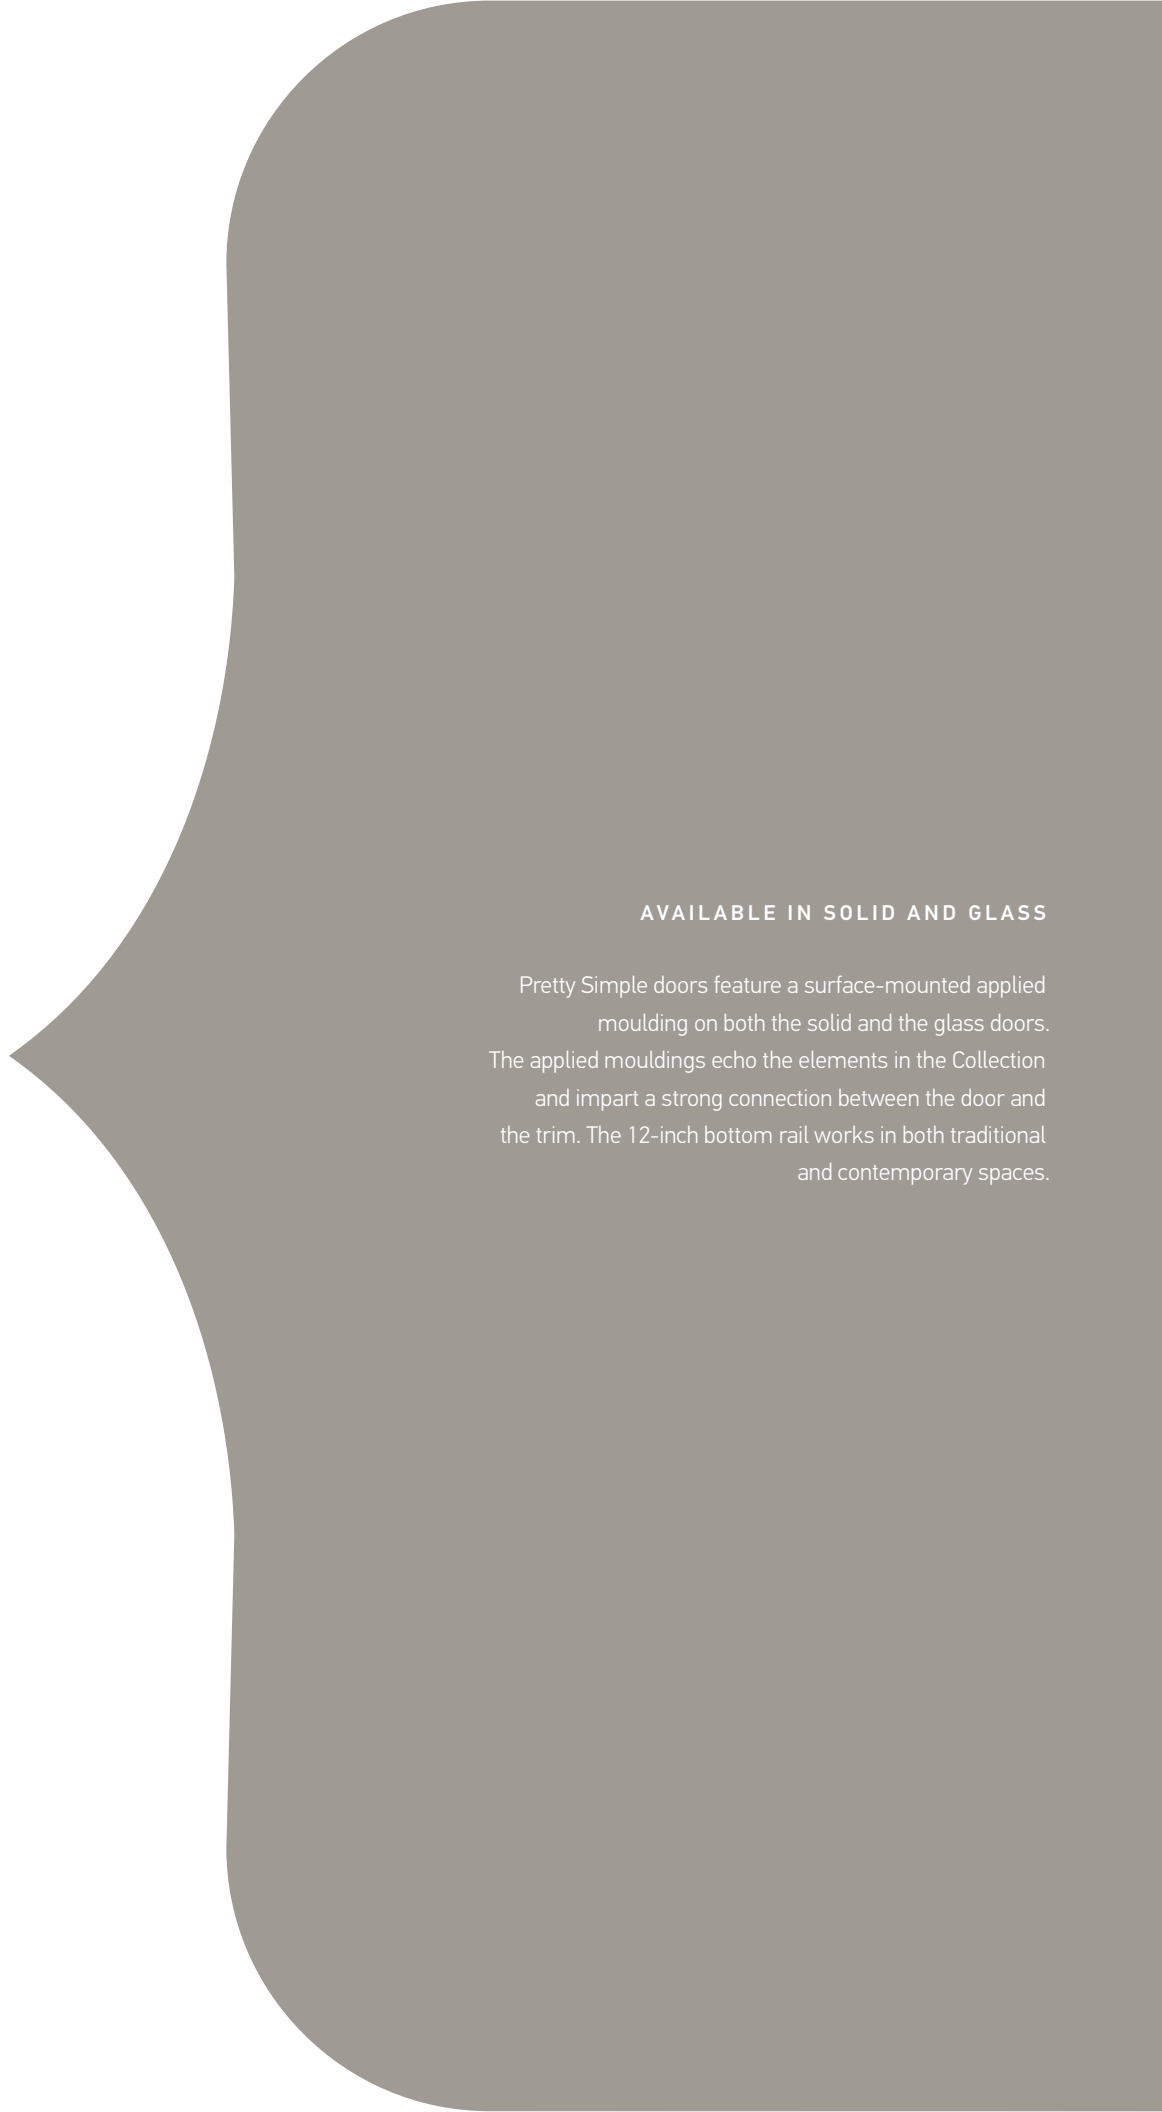 AVAILABLE IN SOLID AND GLASS
Pretty Simple doors feature a surface-mounted applied
moulding on both the solid and the glass doors.
The applied mouldings echo the elements in the Collection
and impart a strong connection between the door and
the trim. The 12-inch bottom rail works in both traditional
and contemporary spaces.